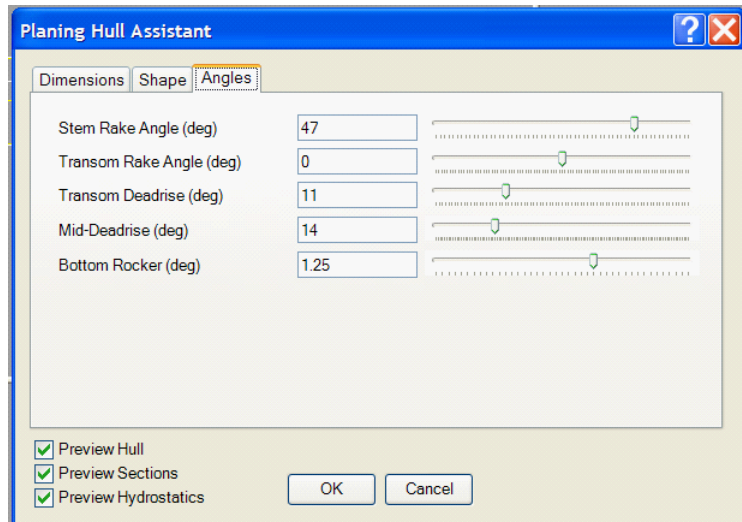 Planing Hull Assistant
?
Dimensions Shape Angles
Stem Rake Angle (deg) 47
Transom Rake Angle (deg) 0
Transom Deadrise (deg) 11
Mid-Deadrise (deg) 14
Bottom Rocker (deg) 1.25
Preview Hull
Preview Sections
Preview Hydrostatics
OK Cancel